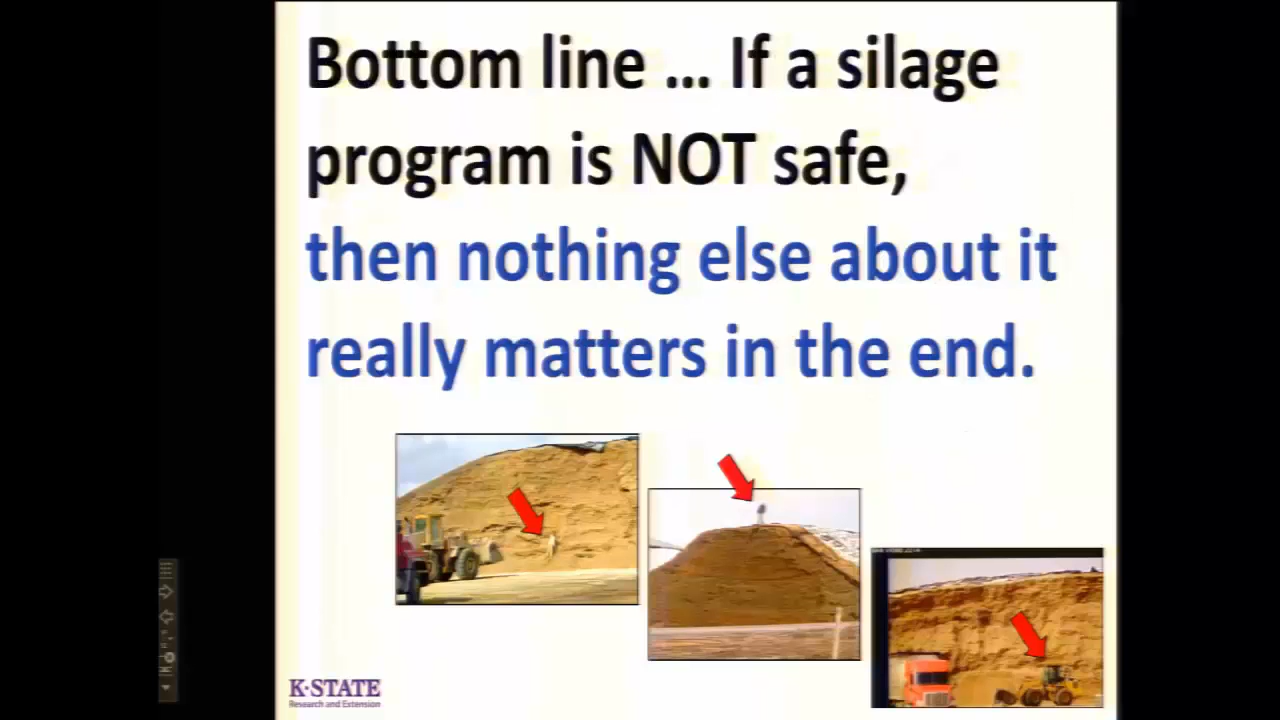 Bottom line ... If a silage
program is NOT safe,
then nothing else about it
really matters in the end.
K·STATE
Research and Extension